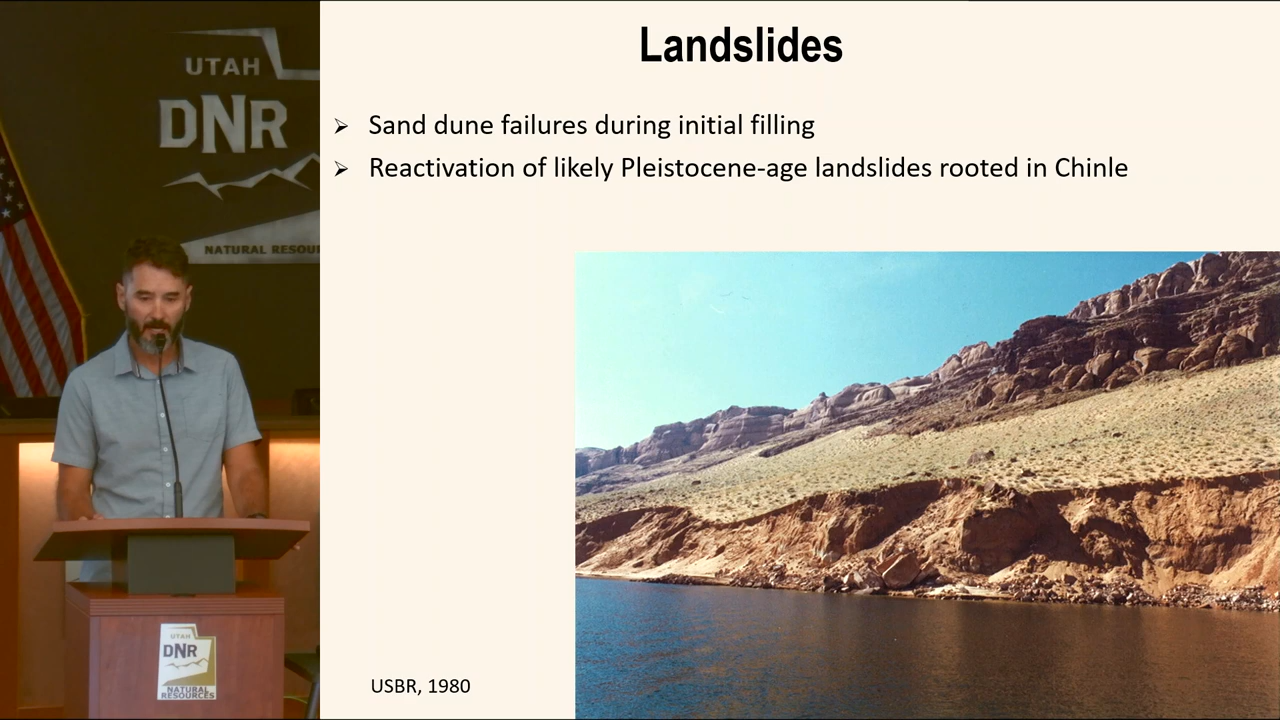 UTAH
DNR
NATURAL RESOUR
Landslides
Sand dune failures during initial filling
Reactivation of likely Pleistocene-age landslides rooted in Chinle
USBR, 1980
UTAH
DNR
NATURAL
RESOURCES